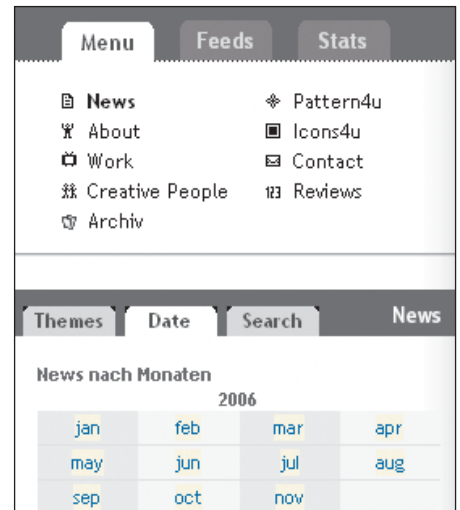 Menu Feeds Stats
News Pattern4u
About Icons4u
Work Contact
Creative People 123 Reviews
Archiv
Themes Date Search News
News nach Monaten
2006
jan feb mar apr
may jun jul aug
sep oct nov